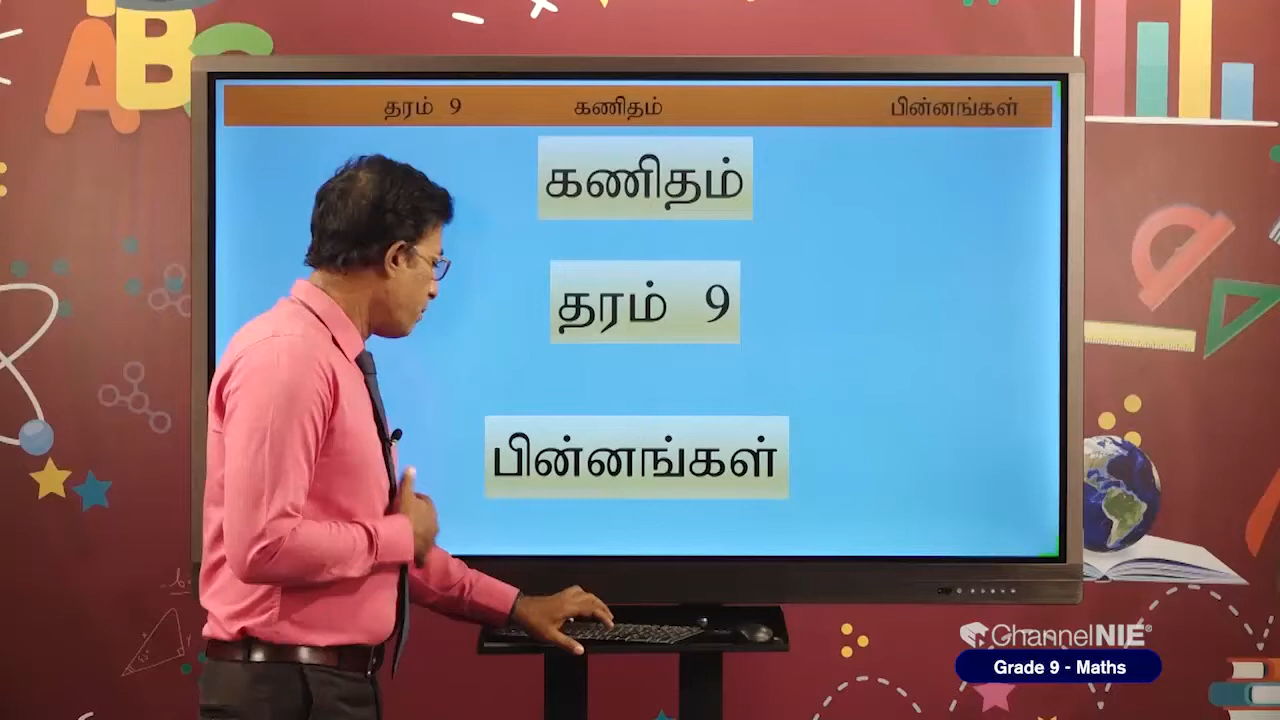 ABC
தரம் 9 கணிதம் பின்னங்கள்
கணிதம்
தரம் 9
பின்னங்கள்
ChannelNIE®
Grade 9 - Maths